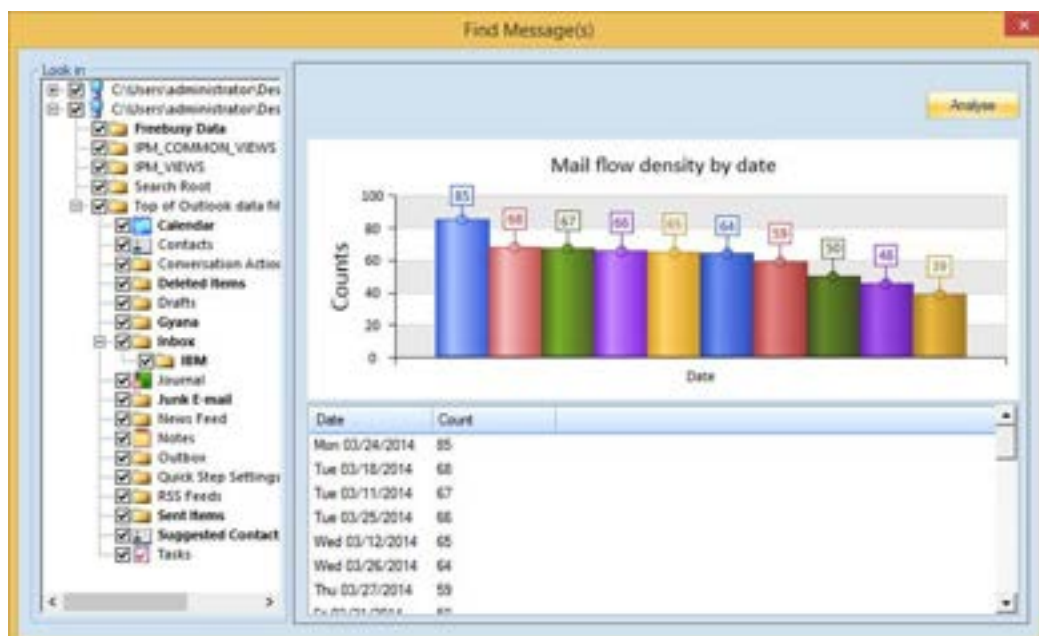 Find Message(s)
Look in
C:\Users\administrator\Des
C:\Users\administrator\Des
Freebusy Data
IPM_COMMON_VIEWS
IPM_VIEWS
Search Root
Top of Outlook data fil
Calendar
Contacts
Conversation Action
Deleted Items
Drafts
Gyana
Inbox
IBM
Journal
Junk E-mail
News Feed
Notes
Outbox
Quick Step Settings
RSS Feeds
Sent Items
Suggested Contact
Tasks
Analyse
Mail flow density by date
Counts
100
80
60
40
20
0
85
68
67
66
65
64
59
50
39
Date
Date Count
Mon 03/24/2014 85
Tue 03/18/2014 68
Tue 03/11/2014 67
Tue 03/25/2014 66
Wed 03/12/2014 65
Wed 03/26/2014 64
Thu 03/27/2014 59